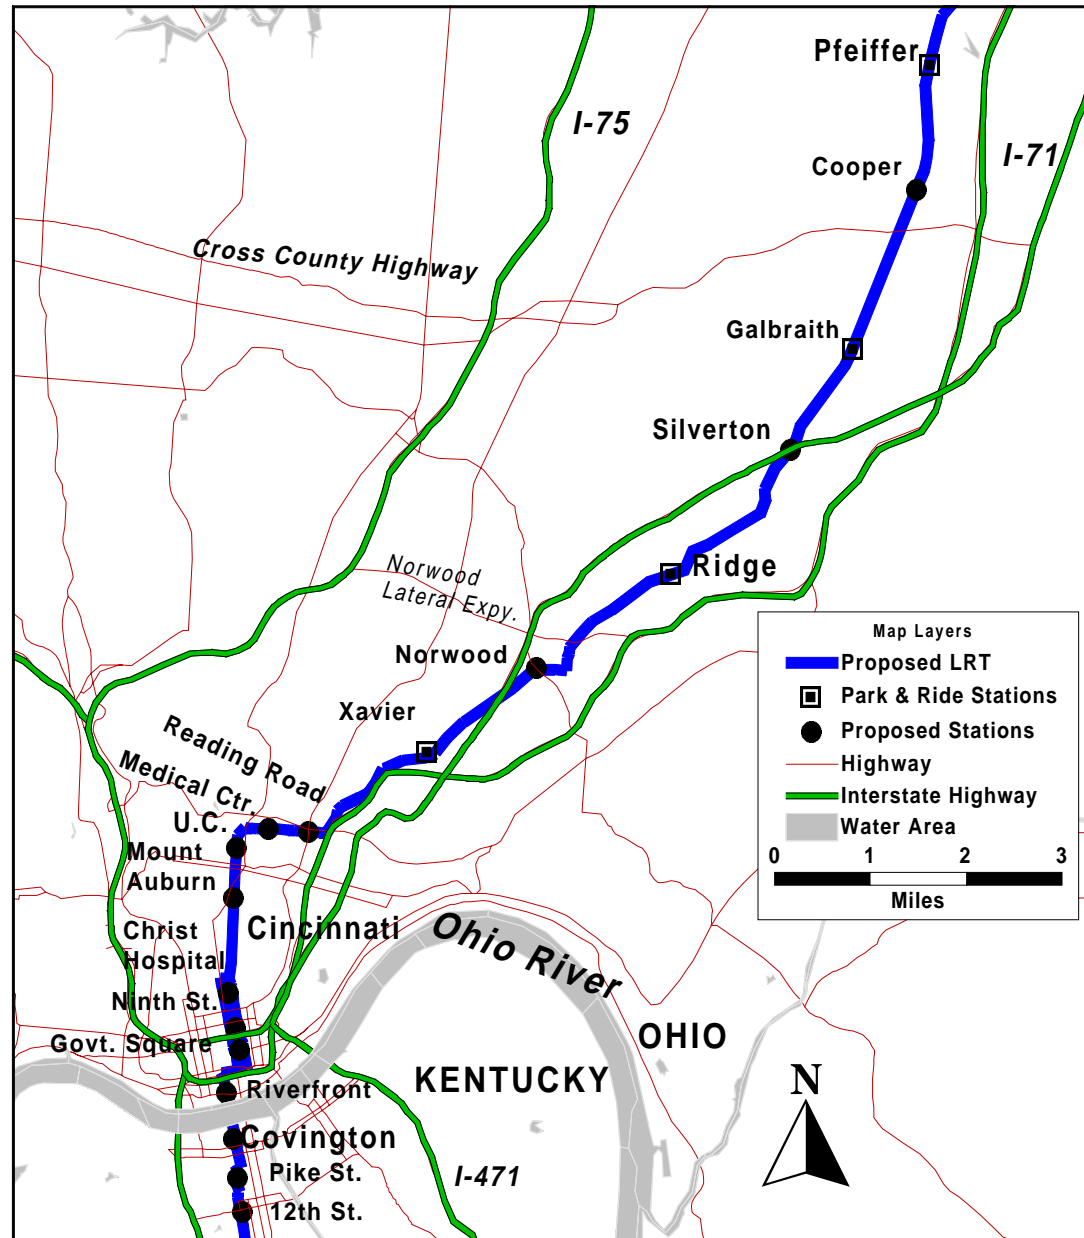 Pfeiffer
I-75
I-71
Cooper
Cross County Highway
Galbraith
Silverton
Norwood
Lateral Expy.
Ridge
Norwood
Xavier
Reading Road
Medical Ctr.
U.C.
Mount
Auburn
Christ
Hospital
Cincinnati
Ohio River
Ninth St.
Govt. Square
OHIO
KENTUCKY
Riverfront
Covington
Pike St.
I-471
12th St.
Map Layers
Proposed LRT
Park & Ride Stations
Proposed Stations
Highway
Interstate Highway
Water Area
0 1 2 3
Miles
N